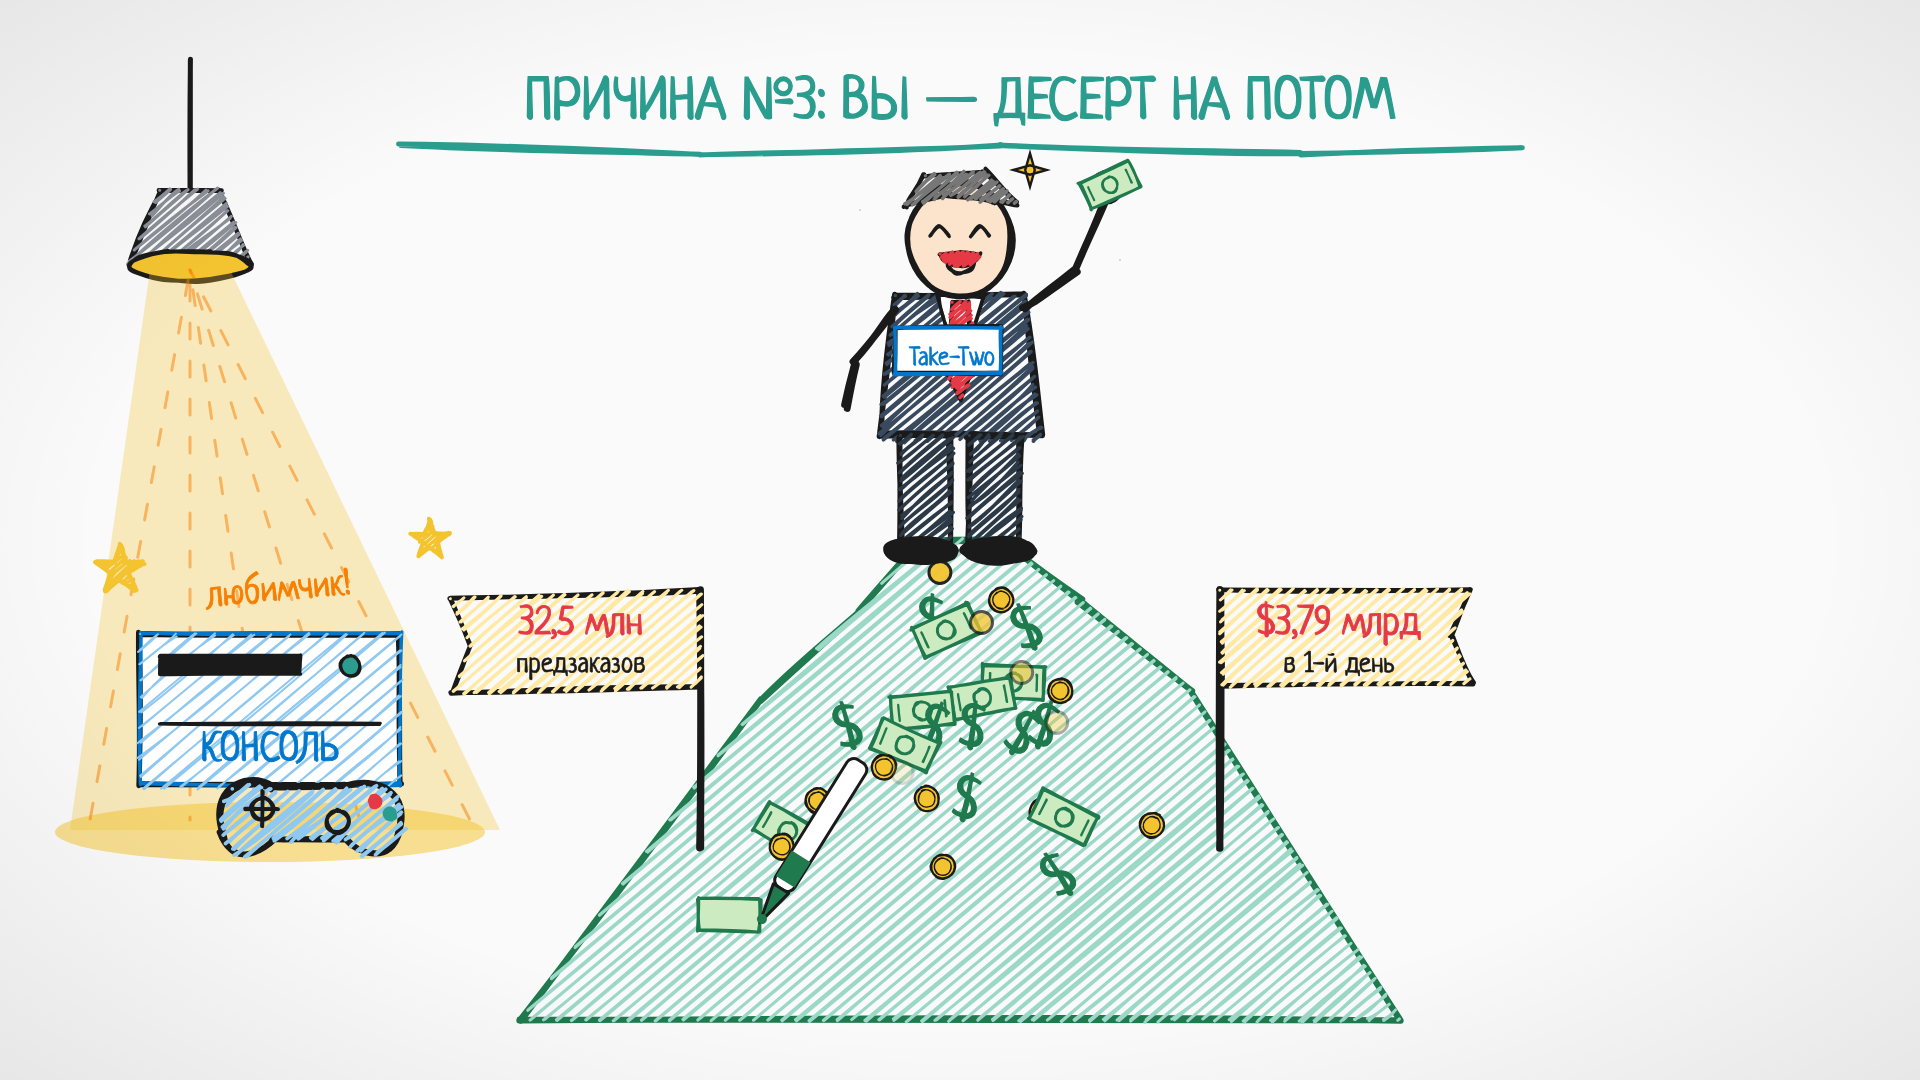 ПРИЧИНА №3: ВЫ — ДЕСЕРТ НА ПОТОМ
Take-Two
любимчик!
КОНСОЛЬ
32,5 млн
предзаказов
$3,79 млрд
в 1-й день